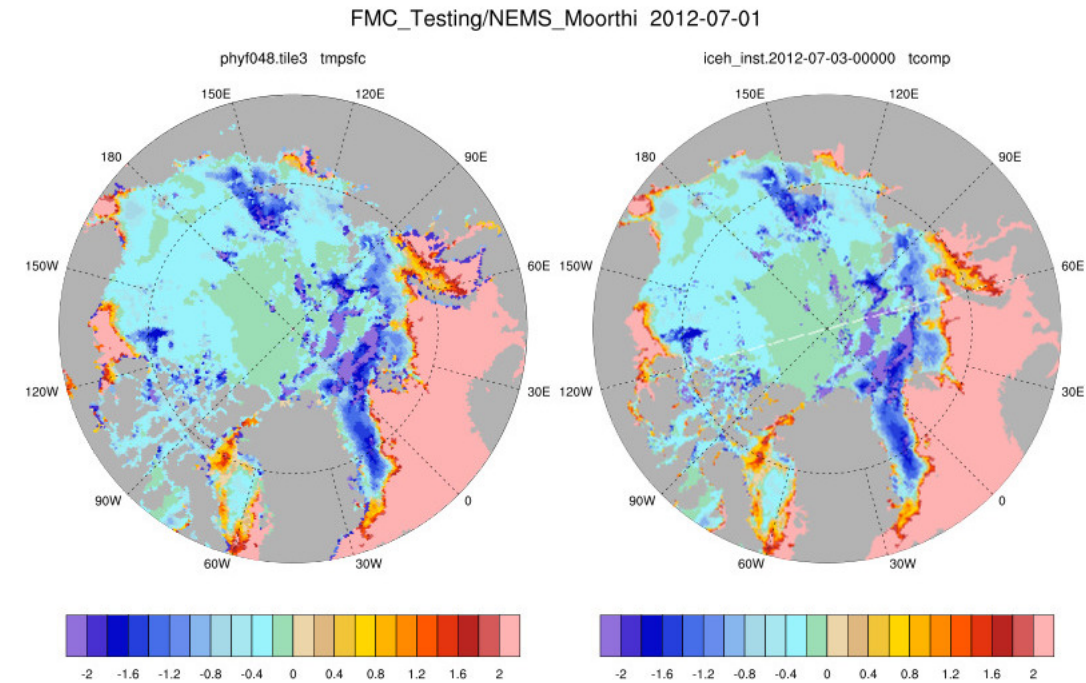 FMC_Testing/NEMS_Moorthi 2012-07-01
phyf048.tile3 tmpsfc
iceh_inst.2012-07-03-00000 tcomp
150E 120E 150E 120E
180 90E 180 90E
150W 60E 150W 60E
120W 30E 120W 30E
90W 0 90W 0
60W 30W 60W 30W
-2 -1.6 -1.2 -0.8 -0.4 0 0.4 0.8 1.2 1.6 2
-2 -1.6 -1.2 -0.8 -0.4 0 0.4 0.8 1.2 1.6 2